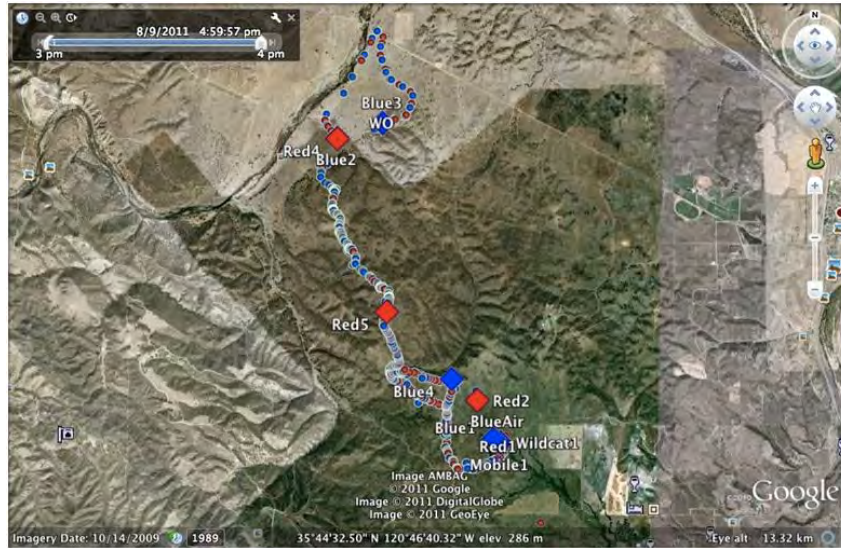 8/9/2011 4:59:57 pm
3 pm 4 pm
N
Blue3
WO
Red4
Blue2
Red5
Blue4
Red2
BlueAir
Blue1
Red1
Wildcat1
Mobile1
Image AMBAG
© 2011 Google
Image © 2011 DigitalGlobe
Image © 2011 GeoEye
©2010 Google
Imagery Date: 10/14/2009 1989 35°44'32.50" N 120°46'40.32" W elev 286 m Eye alt 13.32 km